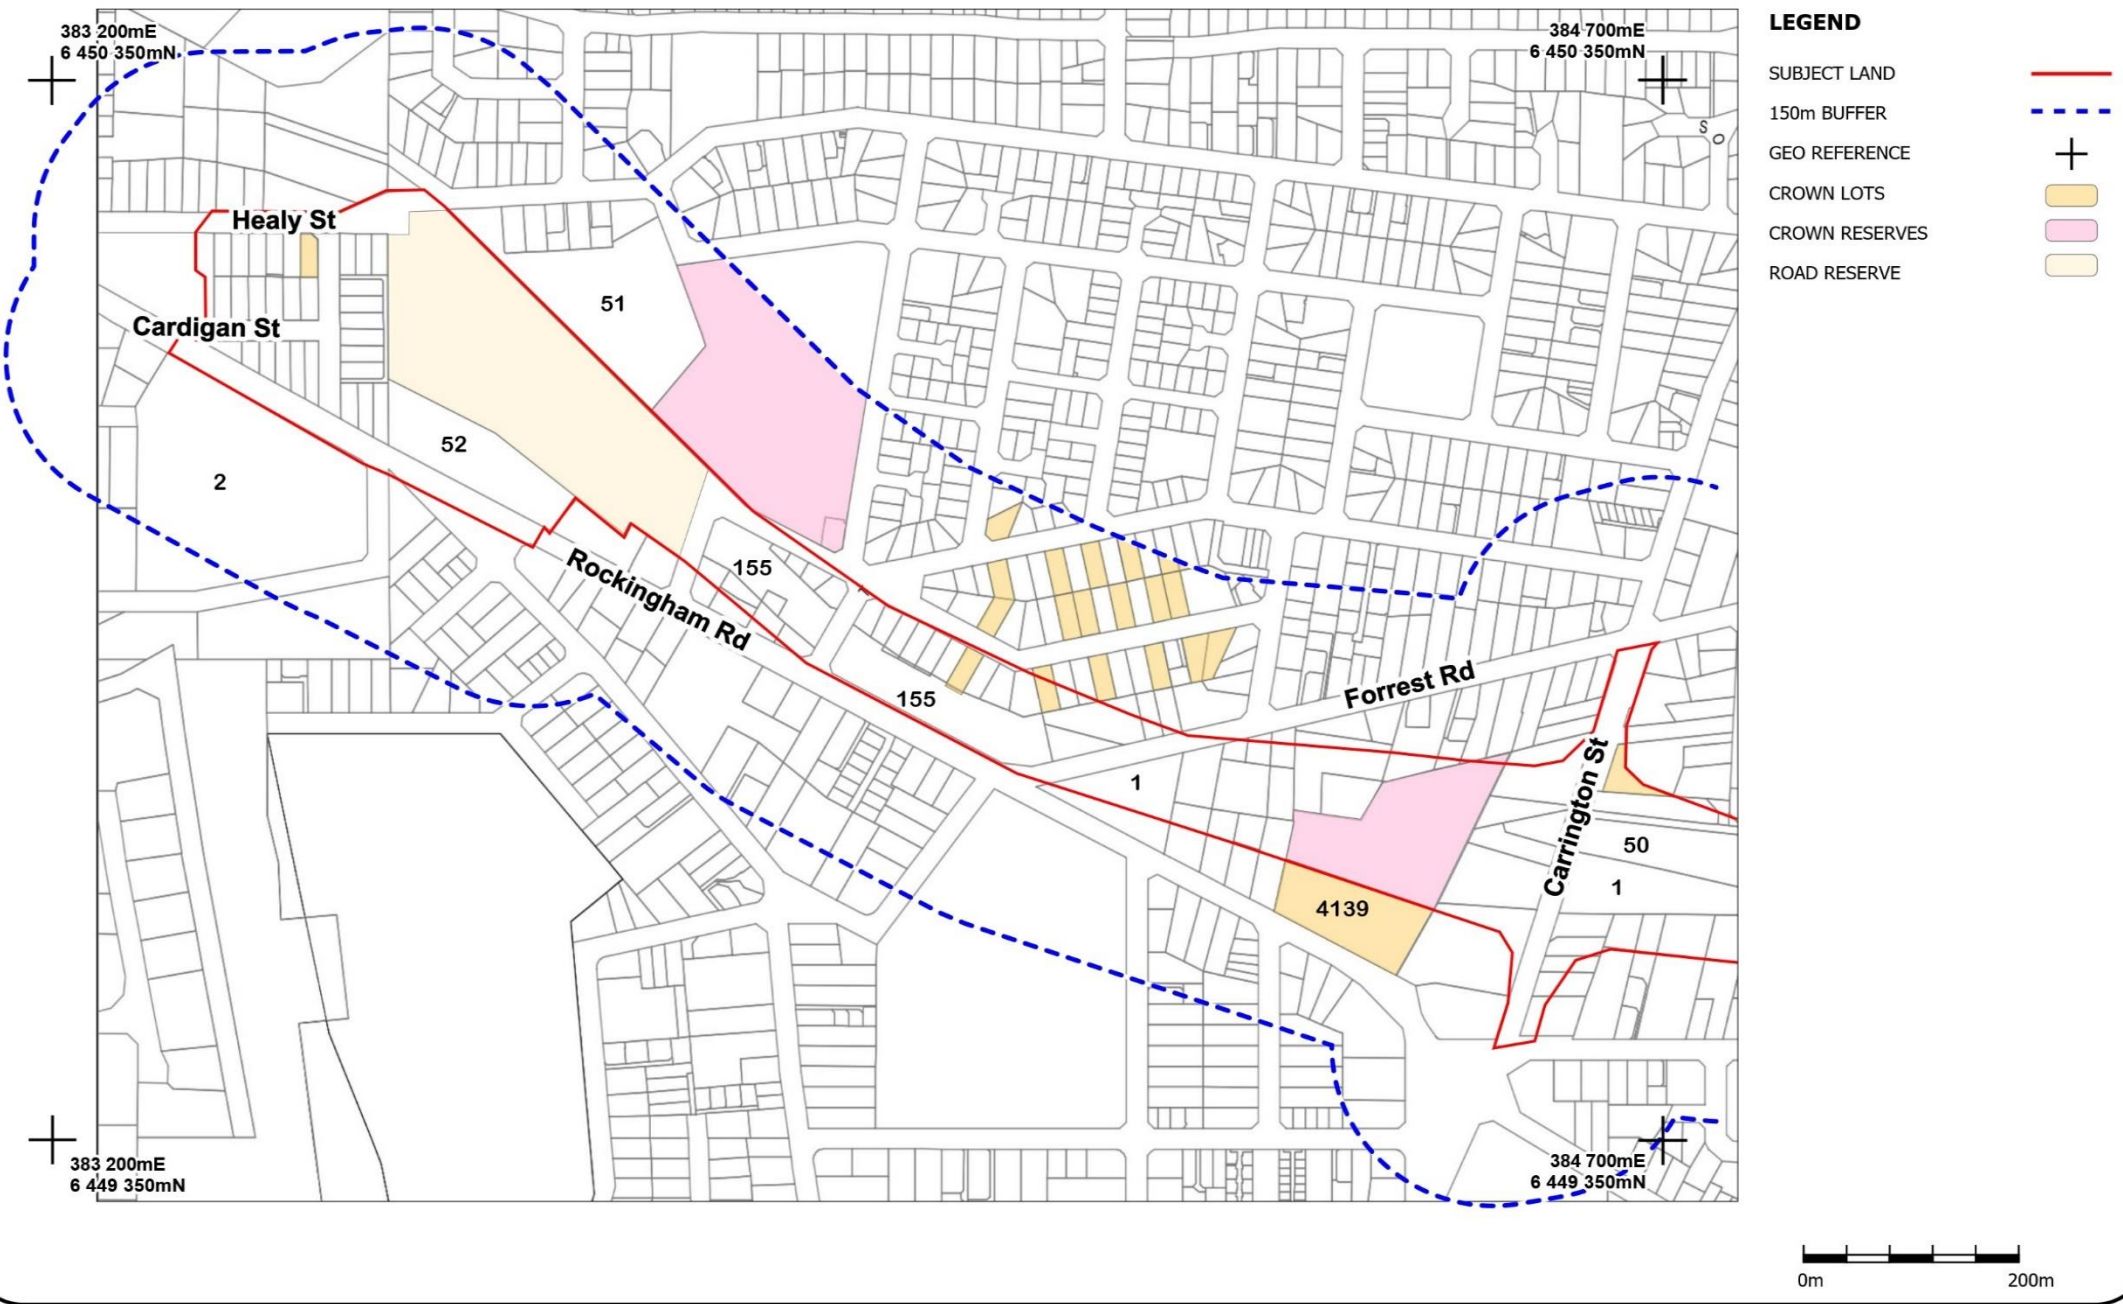 383 200mE
6 450 350mN
384 700mE
6 450 350mN
LEGEND
SUBJECT LAND
150m BUFFER
GEO REFERENCE
CROWN LOTS
CROWN RESERVES
ROAD RESERVE
S
O
Healy St
51
Cardigan St
52
2
155
Rockingham Rd
155
Forrest Rd
1
Carrington St
50
1
4139
383 200mE
6 449 350mN
384 700mE
6 449 350mN
0m
200m